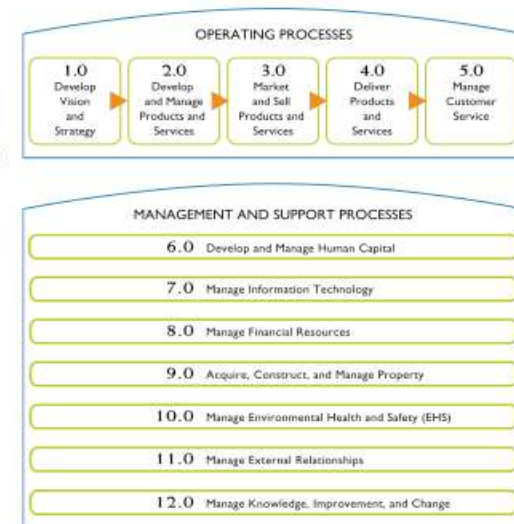 OPERATING PROCESSES
1.0
Develop
Vision
and
Strategy
2.0
Develop
and Manage
Products and
Services
3.0
Market
and Sell
Products and
Services
4.0
Deliver
Products
and
Services
5.0
Manage
Customer
Service
MANAGEMENT AND SUPPORT PROCESSES
6.0 Develop and Manage Human Capital
7.0 Manage Information Technology
8.0 Manage Financial Resources
9.0 Acquire, Construct, and Manage Property
10.0 Manage Environmental Health and Safety (EHS)
11.0 Manage External Relationships
12.0 Manage Knowledge, Improvement, and Change